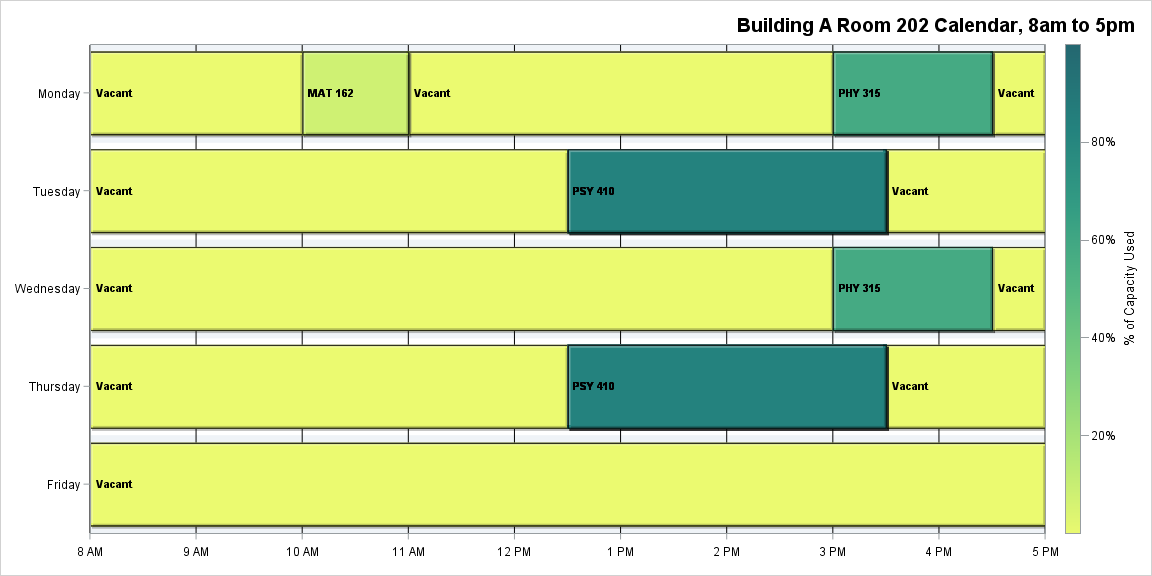 Building A Room 202 Calendar, 8am to 5pm
Monday
Vacant
MAT 162
Vacant
PHY 315
Vacant
Tuesday
Vacant
PSY 410
Vacant
Wednesday
Vacant
PHY 315
Vacant
Thursday
Vacant
PSY 410
Vacant
Friday
Vacant
8 AM
9 AM
10 AM
11 AM
12 PM
1 PM
2 PM
3 PM
4 PM
5 PM
80%
60%
40%
20%
% of Capacity Used